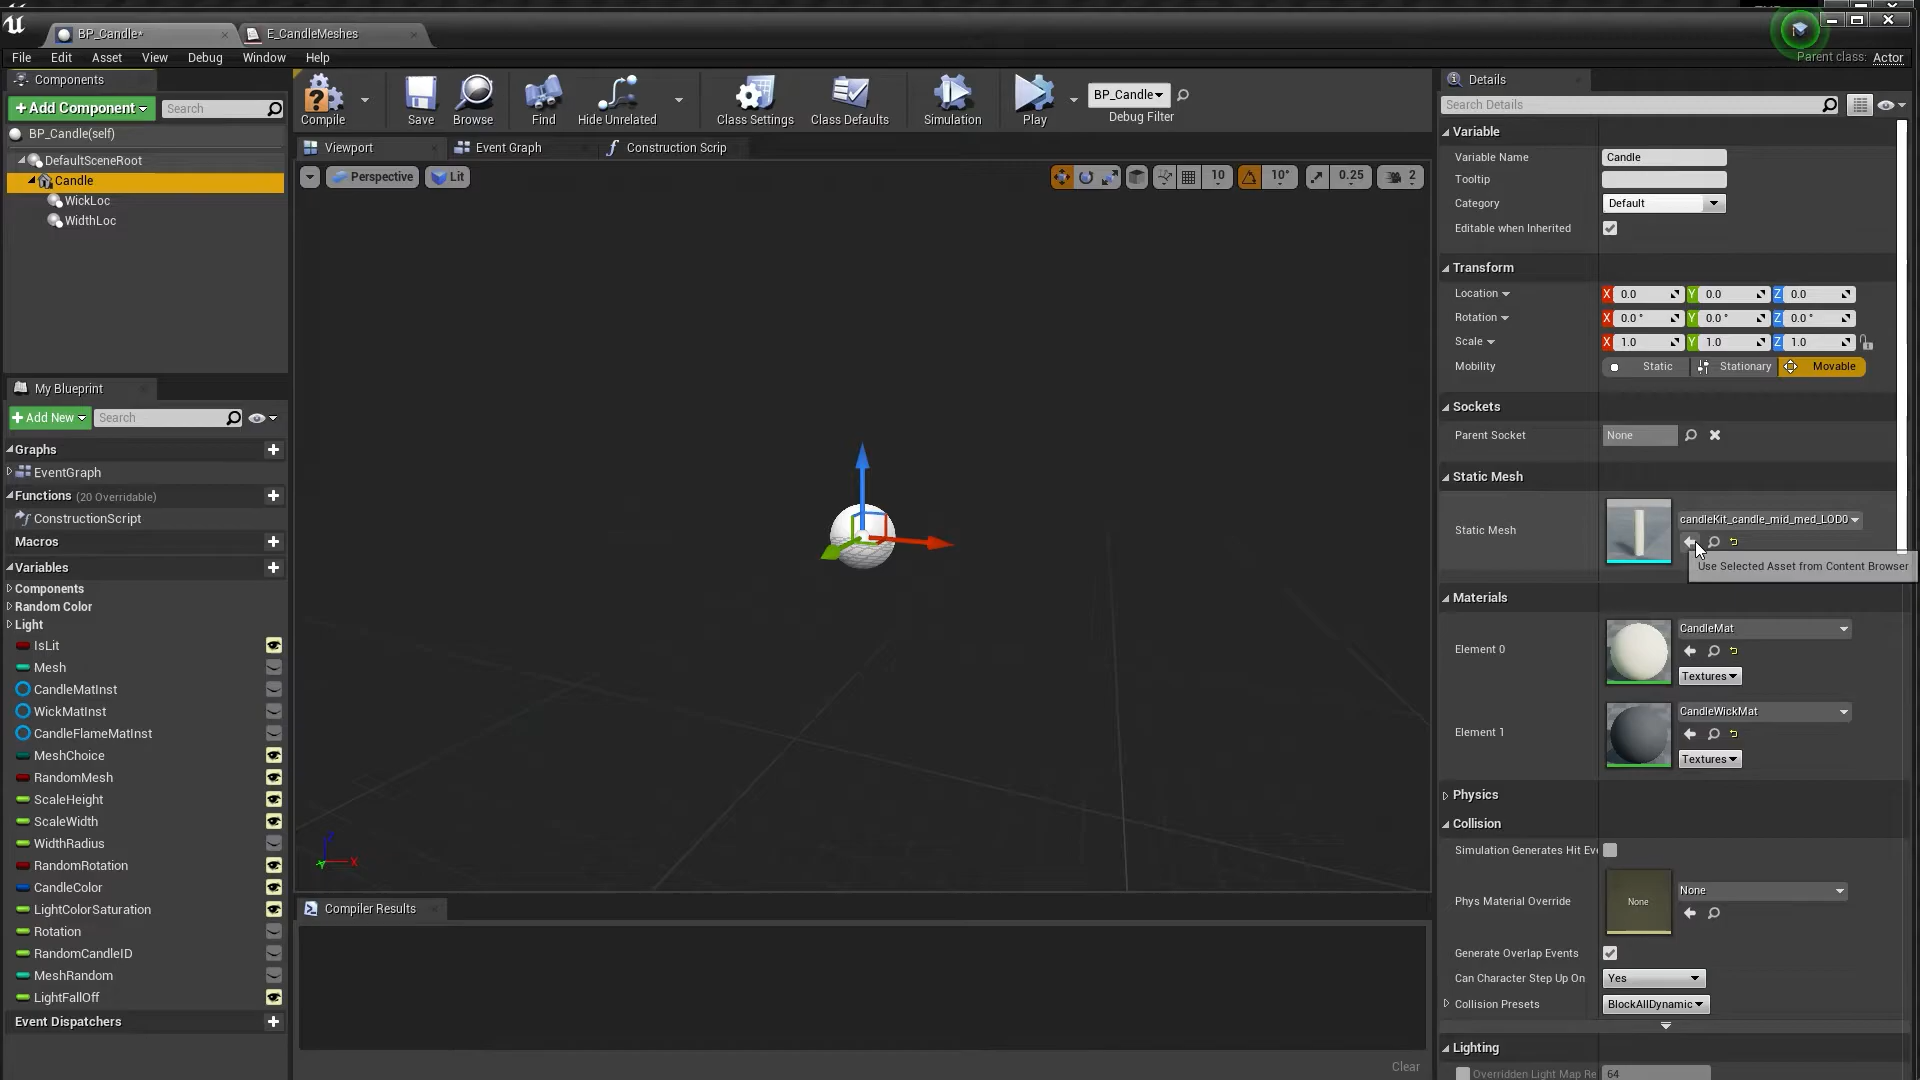 BP_Candle*
E_CandleMeshes
File Edit Asset View Debug Window Help
Parent class: Actor
Components
+Add Component
Search
BP_Candle(self)
DefaultSceneRoot
Candle
WickLoc
WidthLoc
My Blueprint
+Add New
Search
Graphs
EventGraph
Functions (20 Overridable)
ConstructionScript
Macros
Variables
Components
Random Color
Light
IsLit
Mesh
CandleMatInst
WickMatInst
CandleFlameMatInst
MeshChoice
RandomMesh
ScaleHeight
ScaleWidth
WidthRadius
RandomRotation
CandleColor
LightColorSaturation
Rotation
RandomCandleID
MeshRandom
LightFallOff
Event Dispatchers
Compile Save Browse Find Hide Unrelated Class Settings Class Defaults Simulation Play
BP_Candle
Debug Filter
Viewport Event Graph Construction Scrip
Perspective Lit 10 10° 0.25 2
X
Compiler Results
Clear
Details
Search Details
Variable
Variable Name Candle
Tooltip
Category Default
Editable when Inherited
Transform
Location X 0.0 Y 0.0 Z 0.0
Rotation X 0.0 ° Y 0.0 ° Z 0.0 °
Scale X 1.0 Y 1.0 Z 1.0
Mobility Static Stationary Movable
Sockets
Parent Socket None
Static Mesh
Static Mesh candleKit_candle_mid_med_LOD0
Use Selected Asset from Content Browser
Materials
Element 0 CandleMat
Textures
Element 1 CandleWickMat
Textures
Physics
Collision
Simulation Generates Hit Ev
Phys Material Override None None
Generate Overlap Events
Can Character Step Up On Yes
Collision Presets BlockAllDynamic
Lighting
Overridden Light Map Re 64